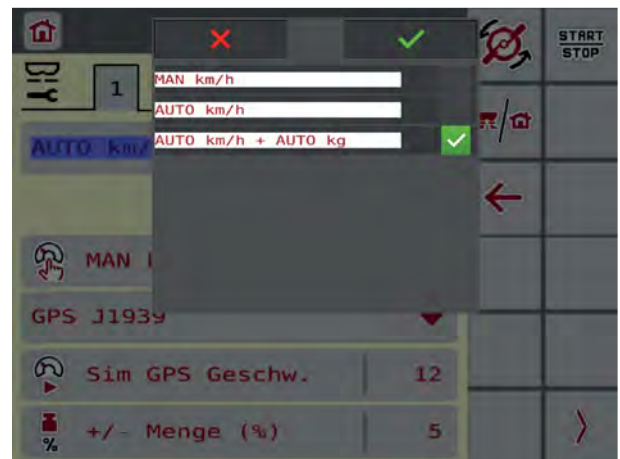 START
STOP
1
MAN km/h
AUTO km/h
AUTO km/h + AUTO kg
AUTO km/
MAN
GPS J1939
Sim GPS Geschw. 12
% +/- Menge (%) 5